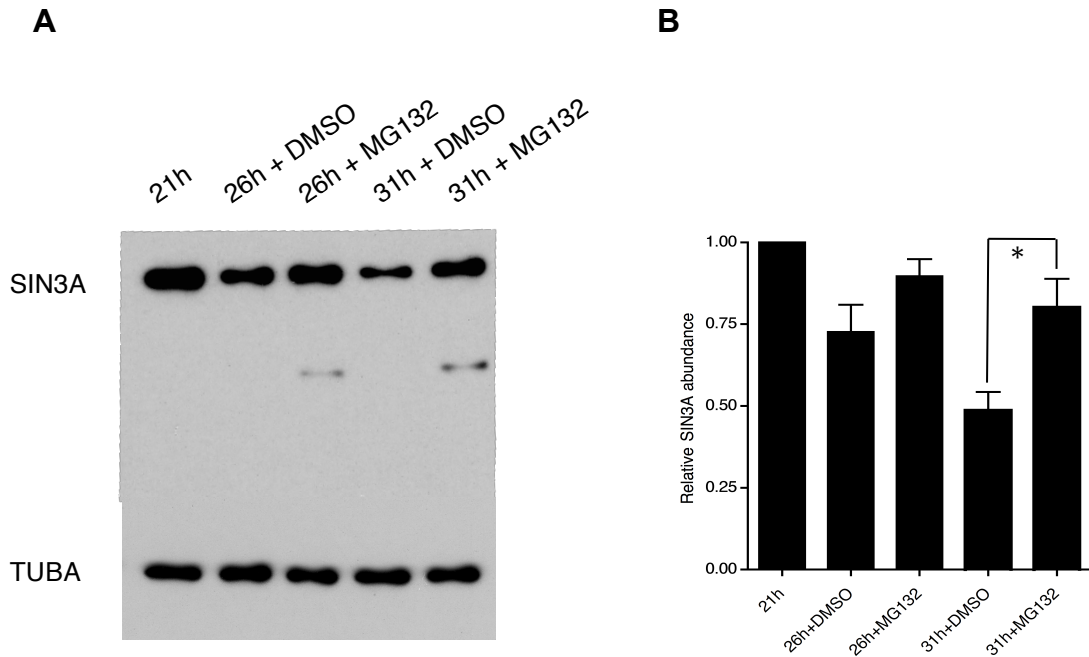 A
B
21h
26h + DMSO
26h + MG132
31h + DMSO
31h + MG132
SIN3A
TUBA
Relative SIN3A abundance
1.00
0.75
0.50
0.25
0.00
*
21h
26h+DMSO
26h+MG132
31h+DMSO
31h+MG132